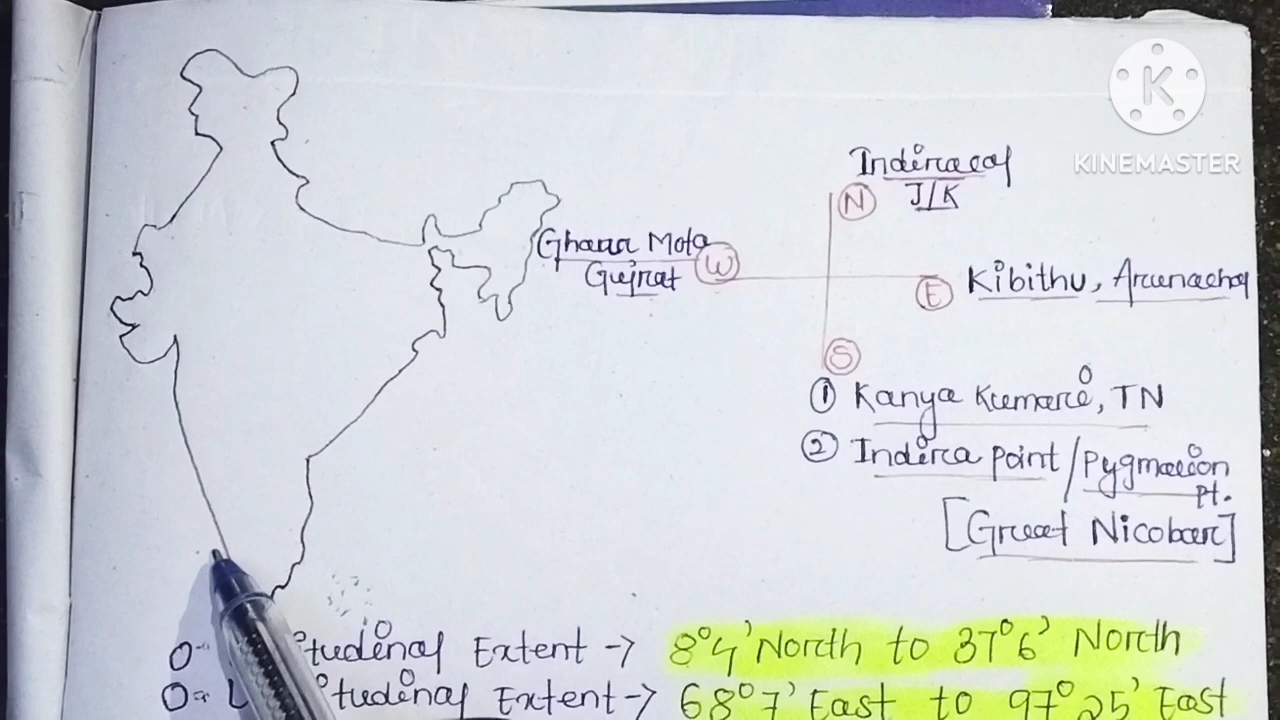 Indiracol
J/K
N
KINEMASTER
Ghuar Mota
Gujrat
W
E
Kibithu, Arunachal
S
① Kanya Kumari, TN
② Indira point / Pygmalion
Pt.
[Great Nicobar]
tudinal Extent → 8°4' North to 37°6' North
L tudinal Extent → 68°7' East to 97°25' East